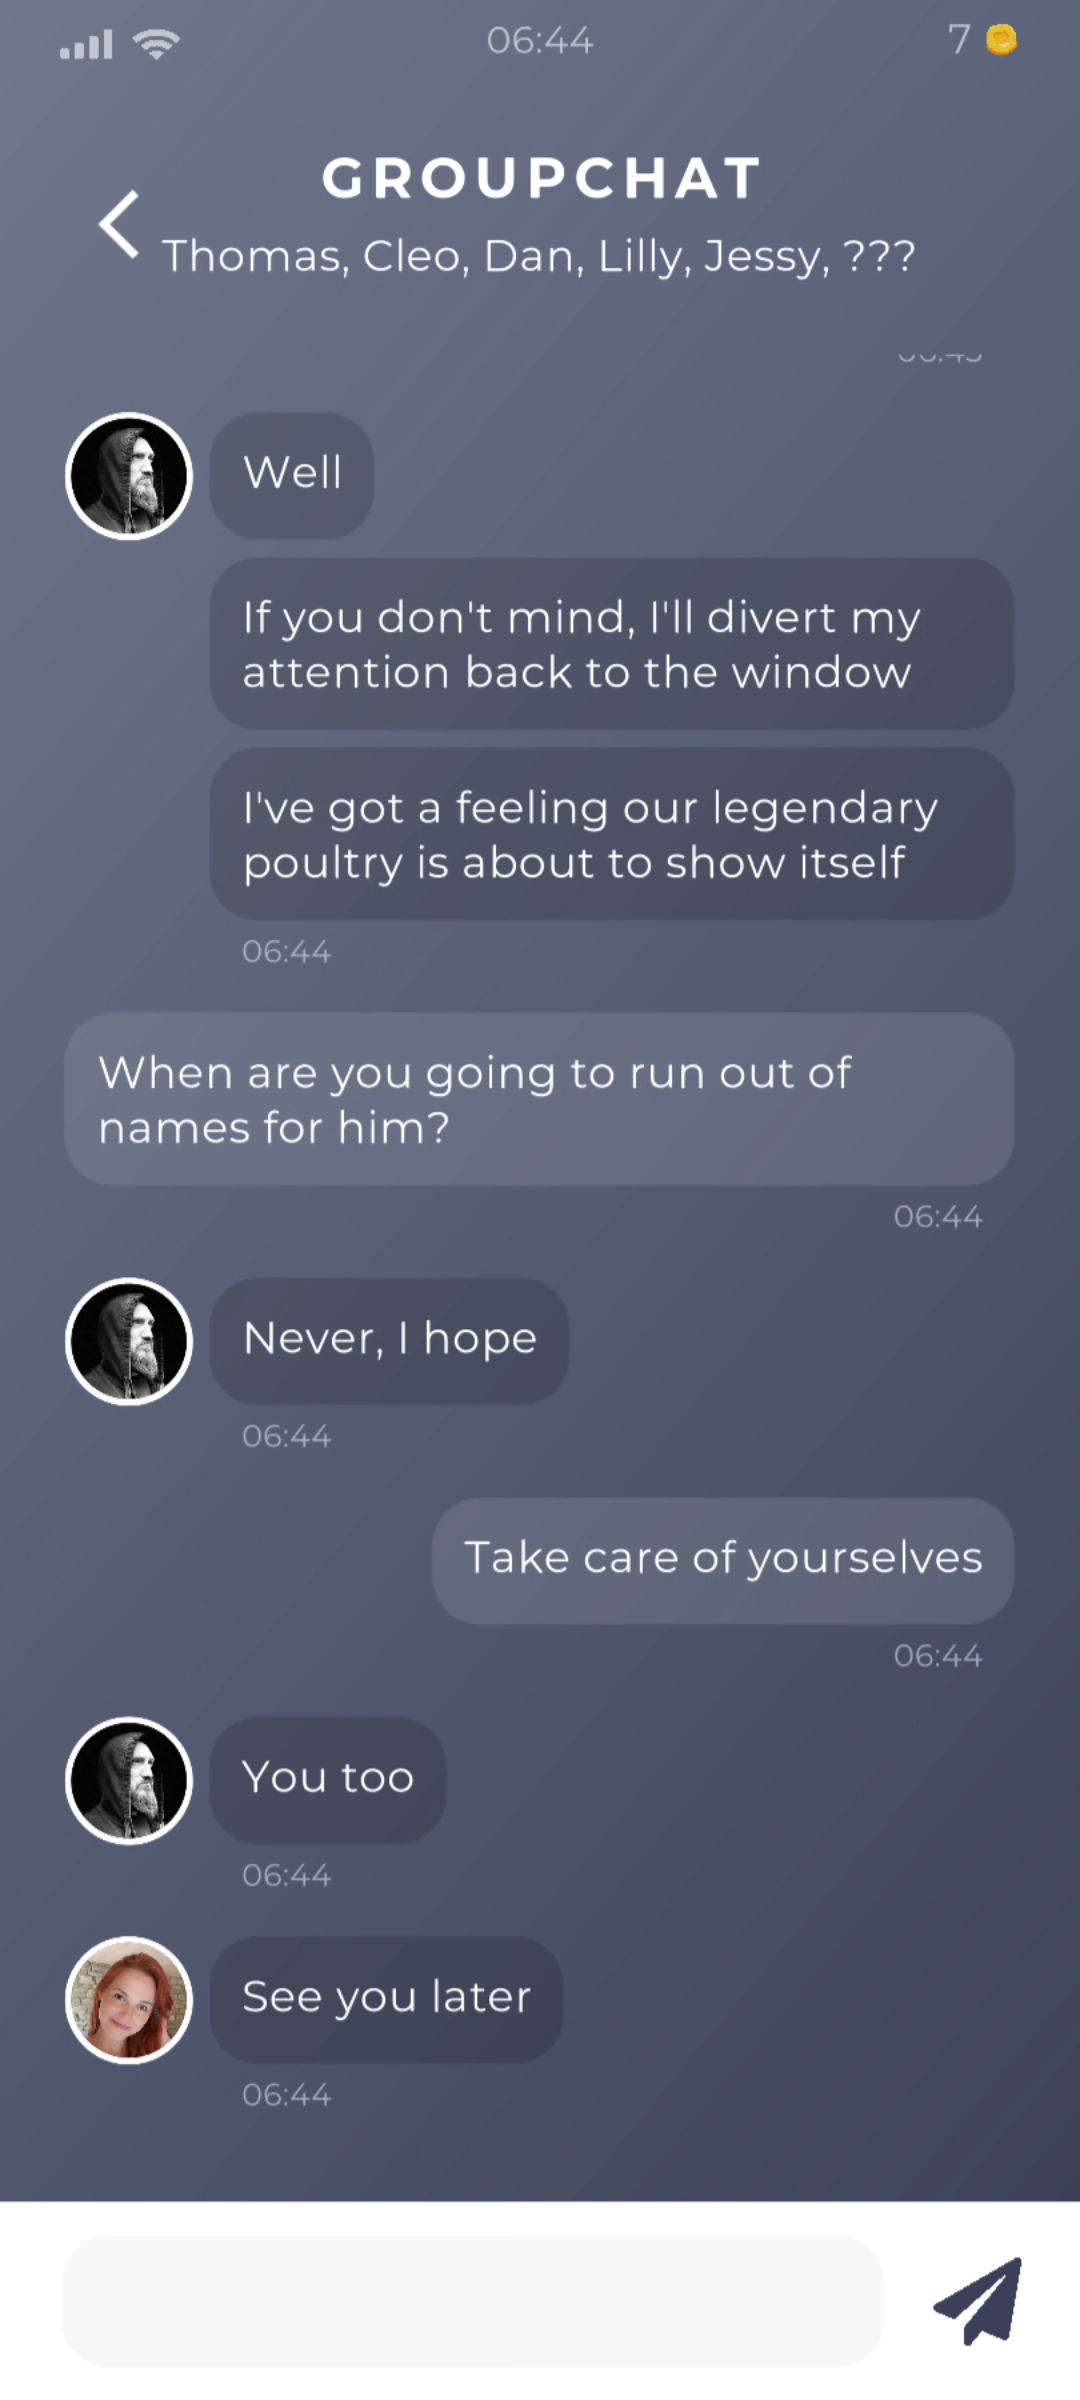 06:44
7
GROUPCHAT
Thomas, Cleo, Dan, Lilly, Jessy, ???
Well
If you don't mind, I'll divert my
attention back to the window
I've got a feeling our legendary
poultry is about to show itself
06:44
When are you going to run out of
names for him?
06:44
Never, I hope
06:44
Take care of yourselves
06:44
You too
06:44
See you later
06:44